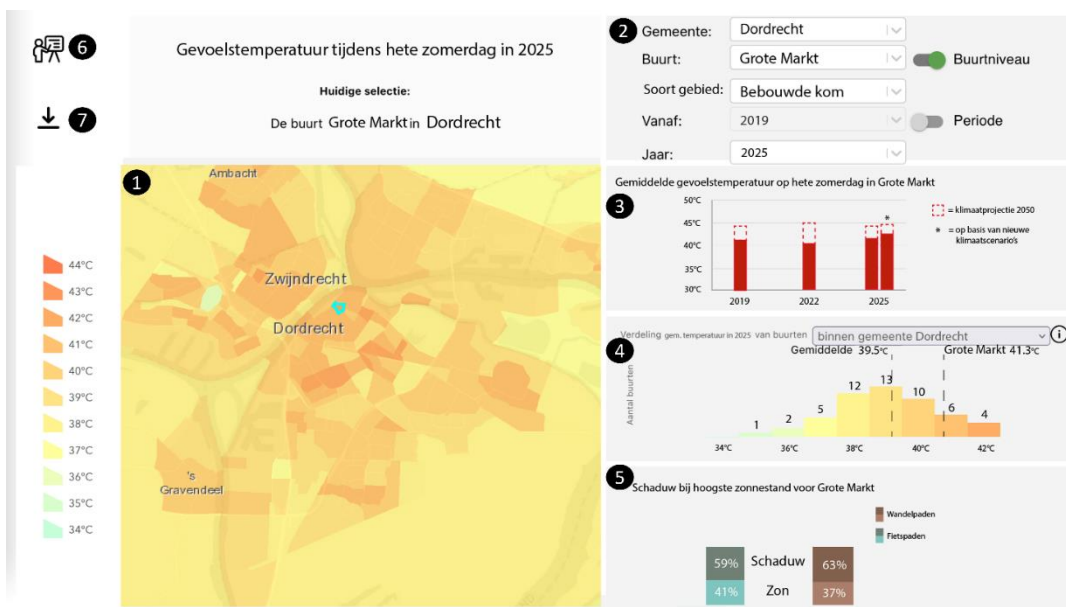 6
7
Gevoelstemperatuur tijdens hete zomerdag in 2025
Huidige selectie:
De buurt Grote Markt in Dordrecht
2
Gemeente: Dordrecht
Buurt: Grote Markt Buurtniveau
Soort gebied: Bebouwde kom
Vanaf: 2019 Periode
Jaar: 2025
1
Ambacht
Zwijndrecht
Dordrecht
's
Gravendeel
44°C
43°C
42°C
41°C
40°C
39°C
38°C
37°C
36°C
35°C
34°C
Gemiddelde gevoelstemperatuur op hete zomerdag in Grote Markt
3
50°C
45°C
40°C
35°C
30°C
*
2019 2022 2025
= klimaatprojectie 2050
* = op basis van nieuwe
klimaatscenario's
Verdeling gem. temperatuur in 2025 van buurten binnen gemeente Dordrecht i
4
Gemiddelde 39.5°C Grote Markt 41.3°C
Aantal buurten
1 2 5 12 13 10 6 4
34°C 36°C 38°C 40°C 42°C
5
Schaduw bij hoogste zonnestand voor Grote Markt
Wandelpaden
Fietspaden
59% Schaduw 63%
41% Zon 37%